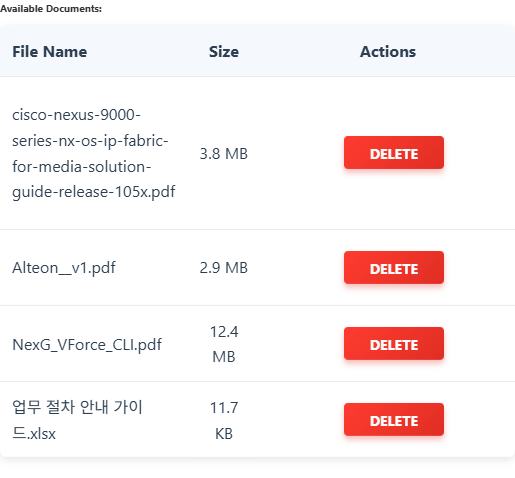 Available Documents:
File Name Size Actions
cisco-nexus-9000-
series-nx-os-ip-fabric-
for-media-solution-
guide-release-105x.pdf
3.8 MB
DELETE
Alteon__v1.pdf 2.9 MB DELETE
NexG_VForce_CLI.pdf
12.4
MB
DELETE
업무 절차 안내 가이
드.xlsx
11.7
KB
DELETE